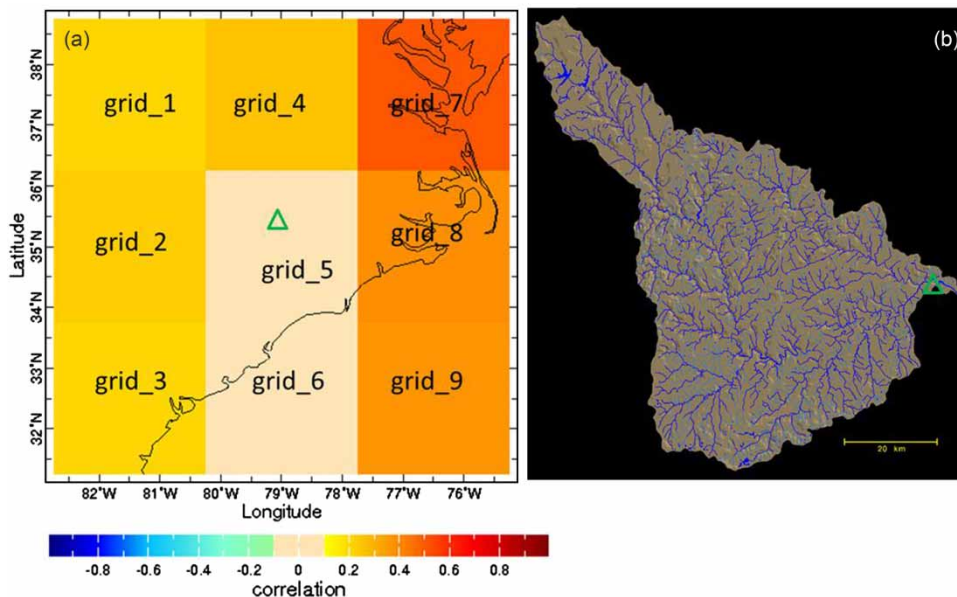 (a)
(b)
38°N
37°N
36°N
35°N
34°N
33°N
32°N
Latitude
grid_1 grid_4 grid_7
grid_2 grid_8
grid_5
grid_3 grid_6 grid_9
82°W 81°W 80°W 79°W 78°W 77°W 76°W
Longitude
20 km
-0.8 -0.6 -0.4 -0.2 0 0.2 0.4 0.6 0.8
correlation